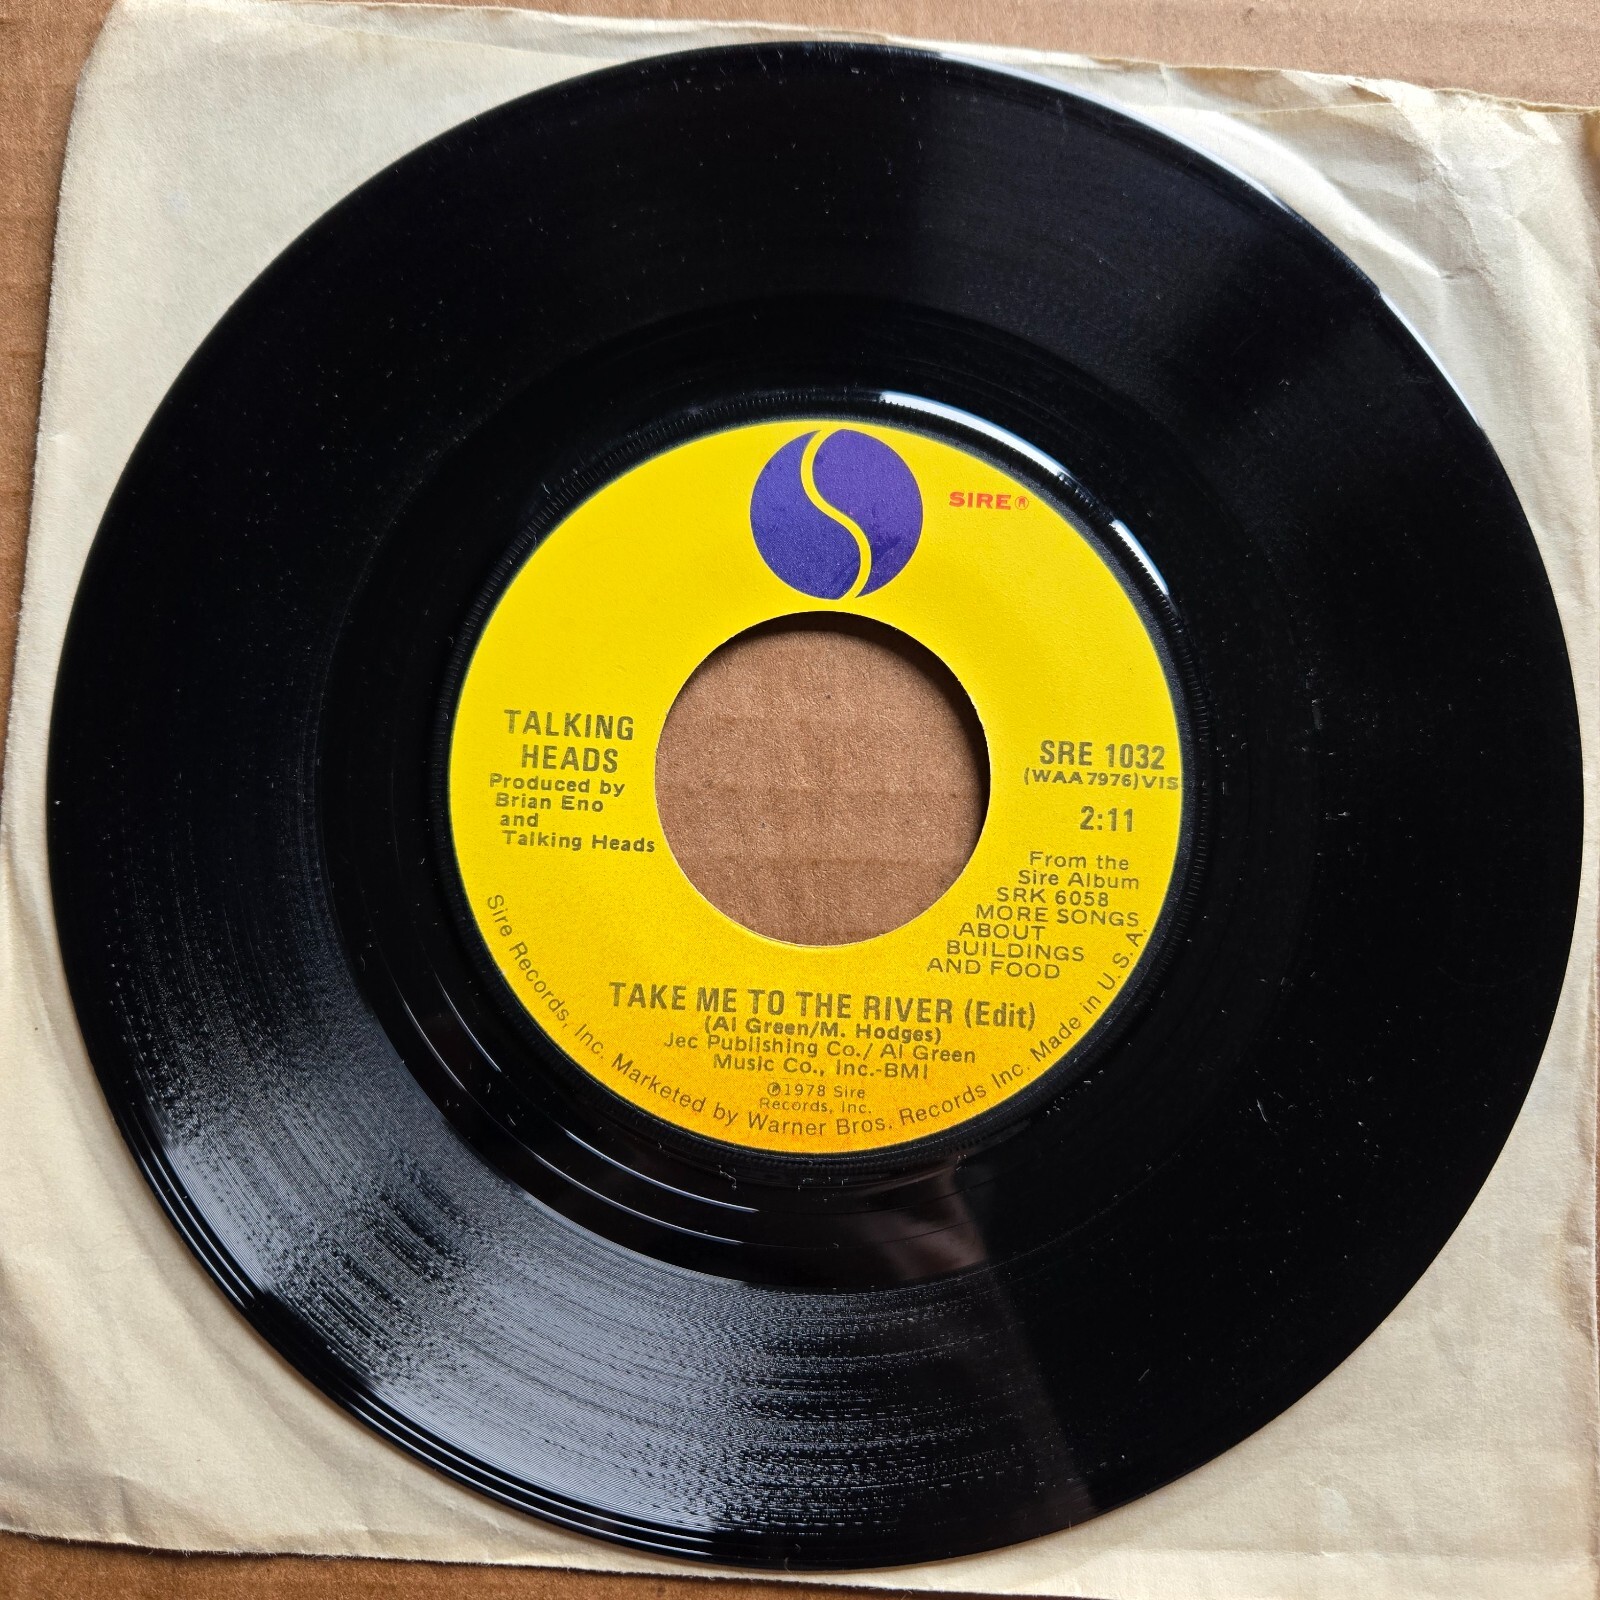 SIRE®
TALKING
HEADS
Produced by
Brian Eno
and
Talking Heads
SRE 1032
(WAA7976)VIS
2:11
From the
Sire Album
SRK 6058
MORE SONGS
ABOUT
BUILDINGS
AND FOOD
TAKE ME TO THE RIVER (Edit)
(Al Green/M. Hodges)
Jec Publishing Co./ Al Green
Music Co., Inc.-BMI
℗1978 Sire
Records, Inc.
Sire Records, Inc. Marketed by Warner Bros. Records Inc. Made in U.S.A.